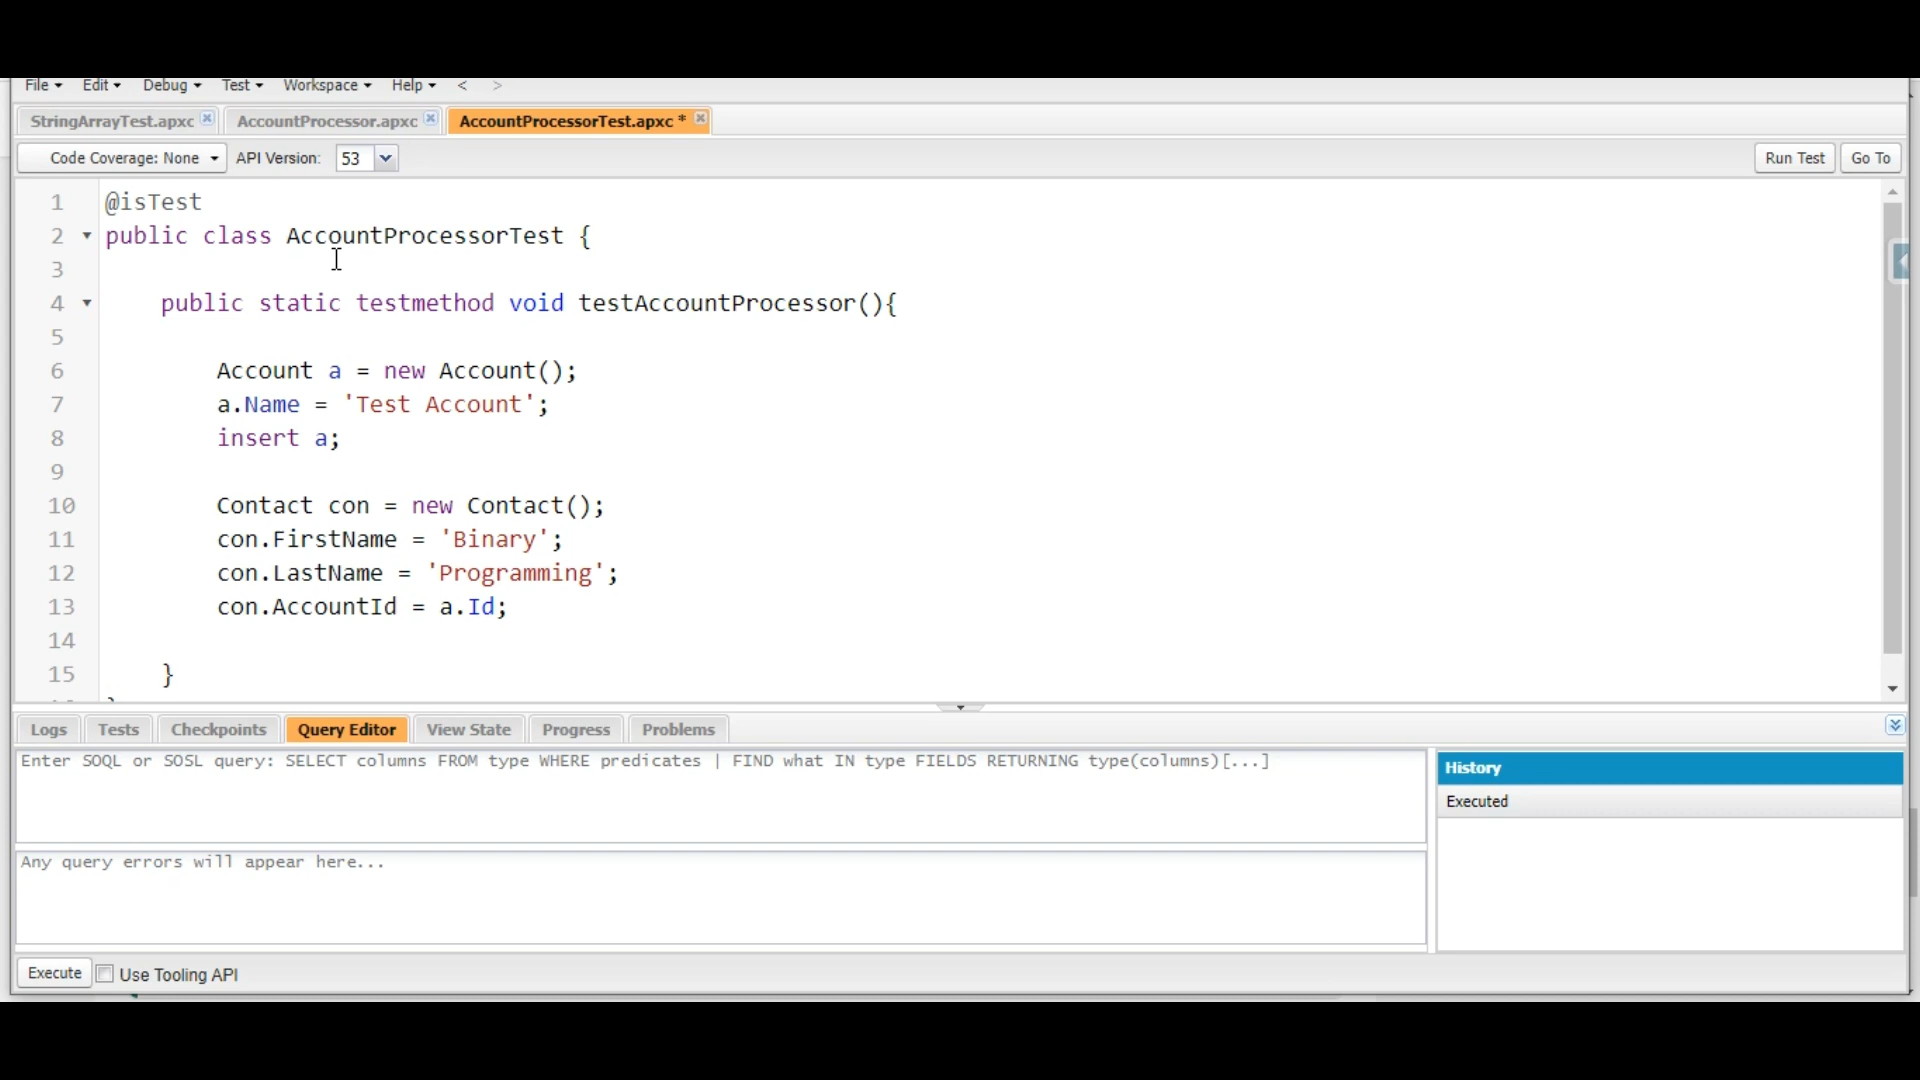 File Edit Debug Test Workspace Help < >
StringArrayTest.apxc AccountProcessor.apxc AccountProcessorTest.apxc *
Code Coverage: None API Version: 53 Run Test Go To
1 @isTest
2 public class AccountProcessorTest {
3
4 public static testmethod void testAccountProcessor(){
5
6 Account a = new Account();
7 a.Name = 'Test Account';
8 insert a;
9
10 Contact con = new Contact();
11 con.FirstName = 'Binary';
12 con.LastName = 'Programming';
13 con.AccountId = a.Id;
14
15 }
Logs Tests Checkpoints Query Editor View State Progress Problems
Enter SOQL or SOSL query: SELECT columns FROM type WHERE predicates | FIND what IN type FIELDS RETURNING type(columns)[...]
History
Executed
Any query errors will appear here...
Execute Use Tooling API